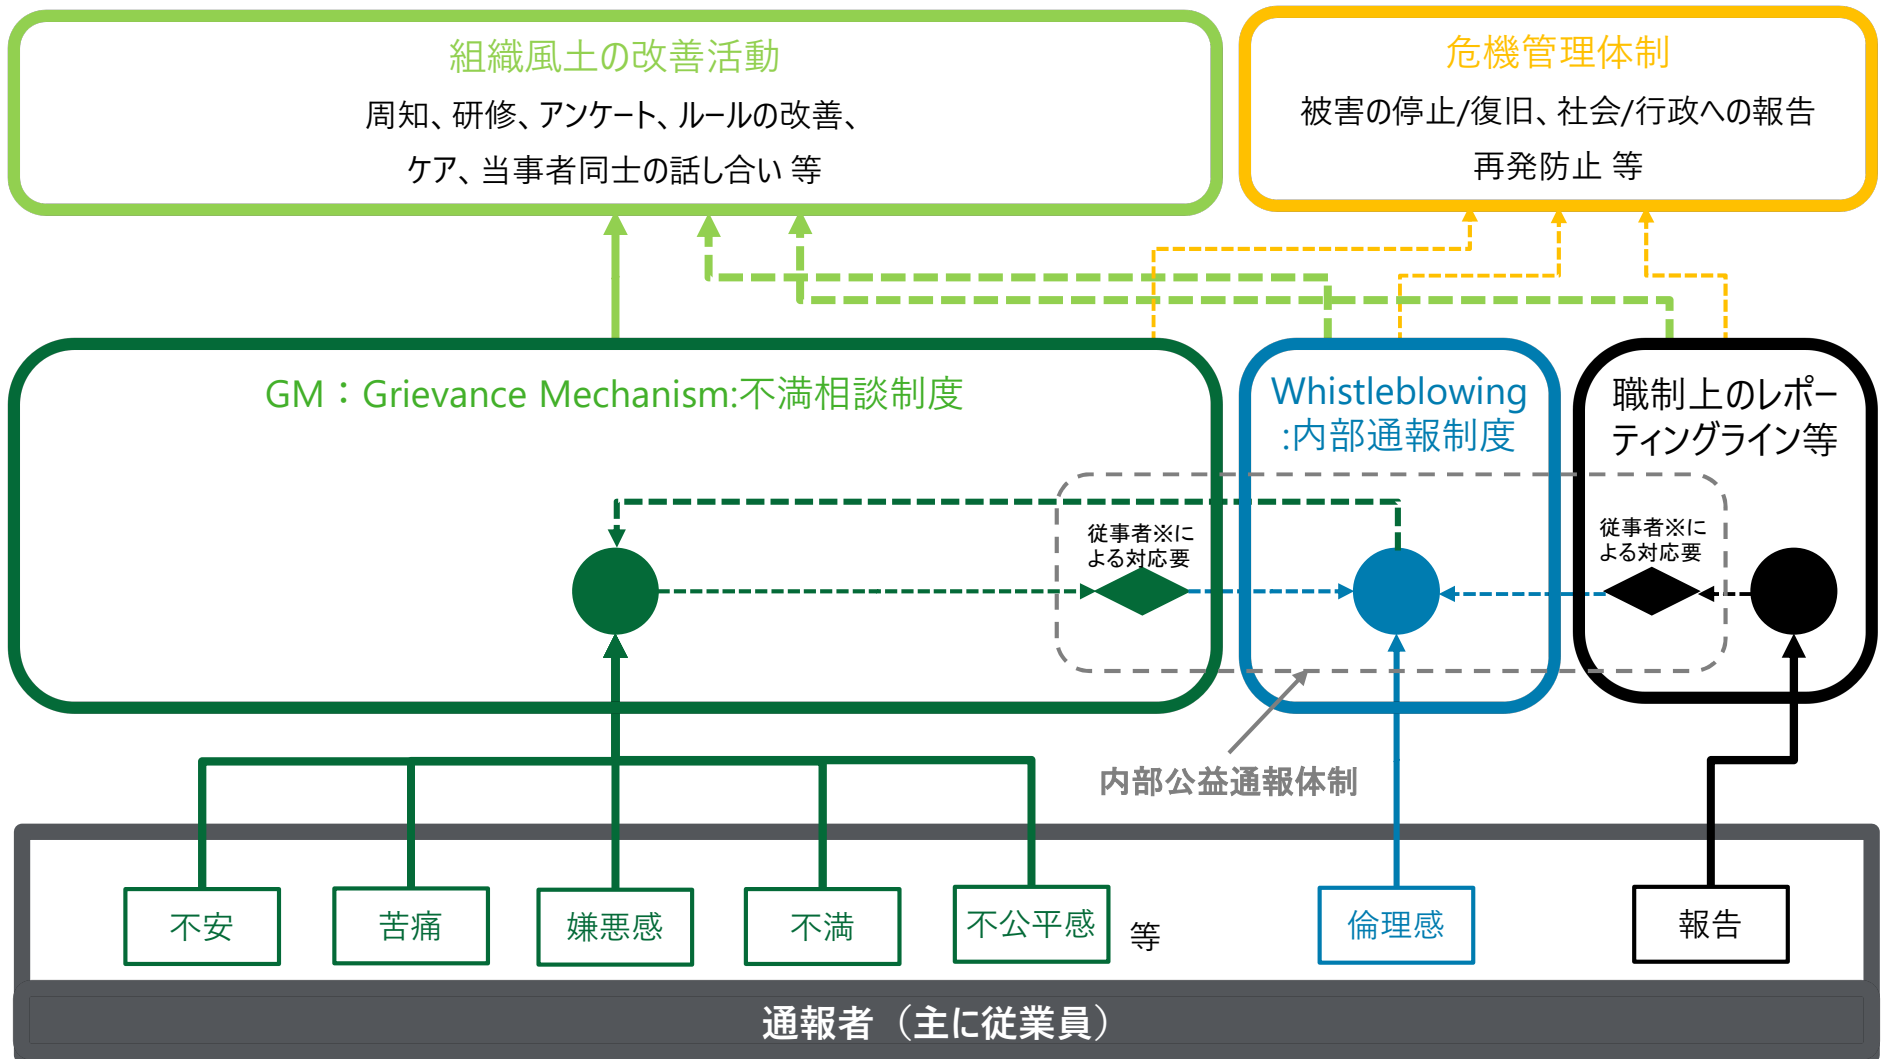 組織風土の改善活動
周知、研修、アンケート、ルールの改善、
ケア、当事者同士の話し合い 等
危機管理体制
被害の停止/復旧、社会/行政への報告
再発防止 等
GM：Grievance Mechanism:不満相談制度
Whistleblowing
:内部通報制度
職制上のレポー
ティングライン等
従事者※に
よる対応要
従事者※に
よる対応要
内部公益通報体制
不安
苦痛
嫌悪感
不満
不公平感
等
倫理感
報告
通報者（主に従業員）